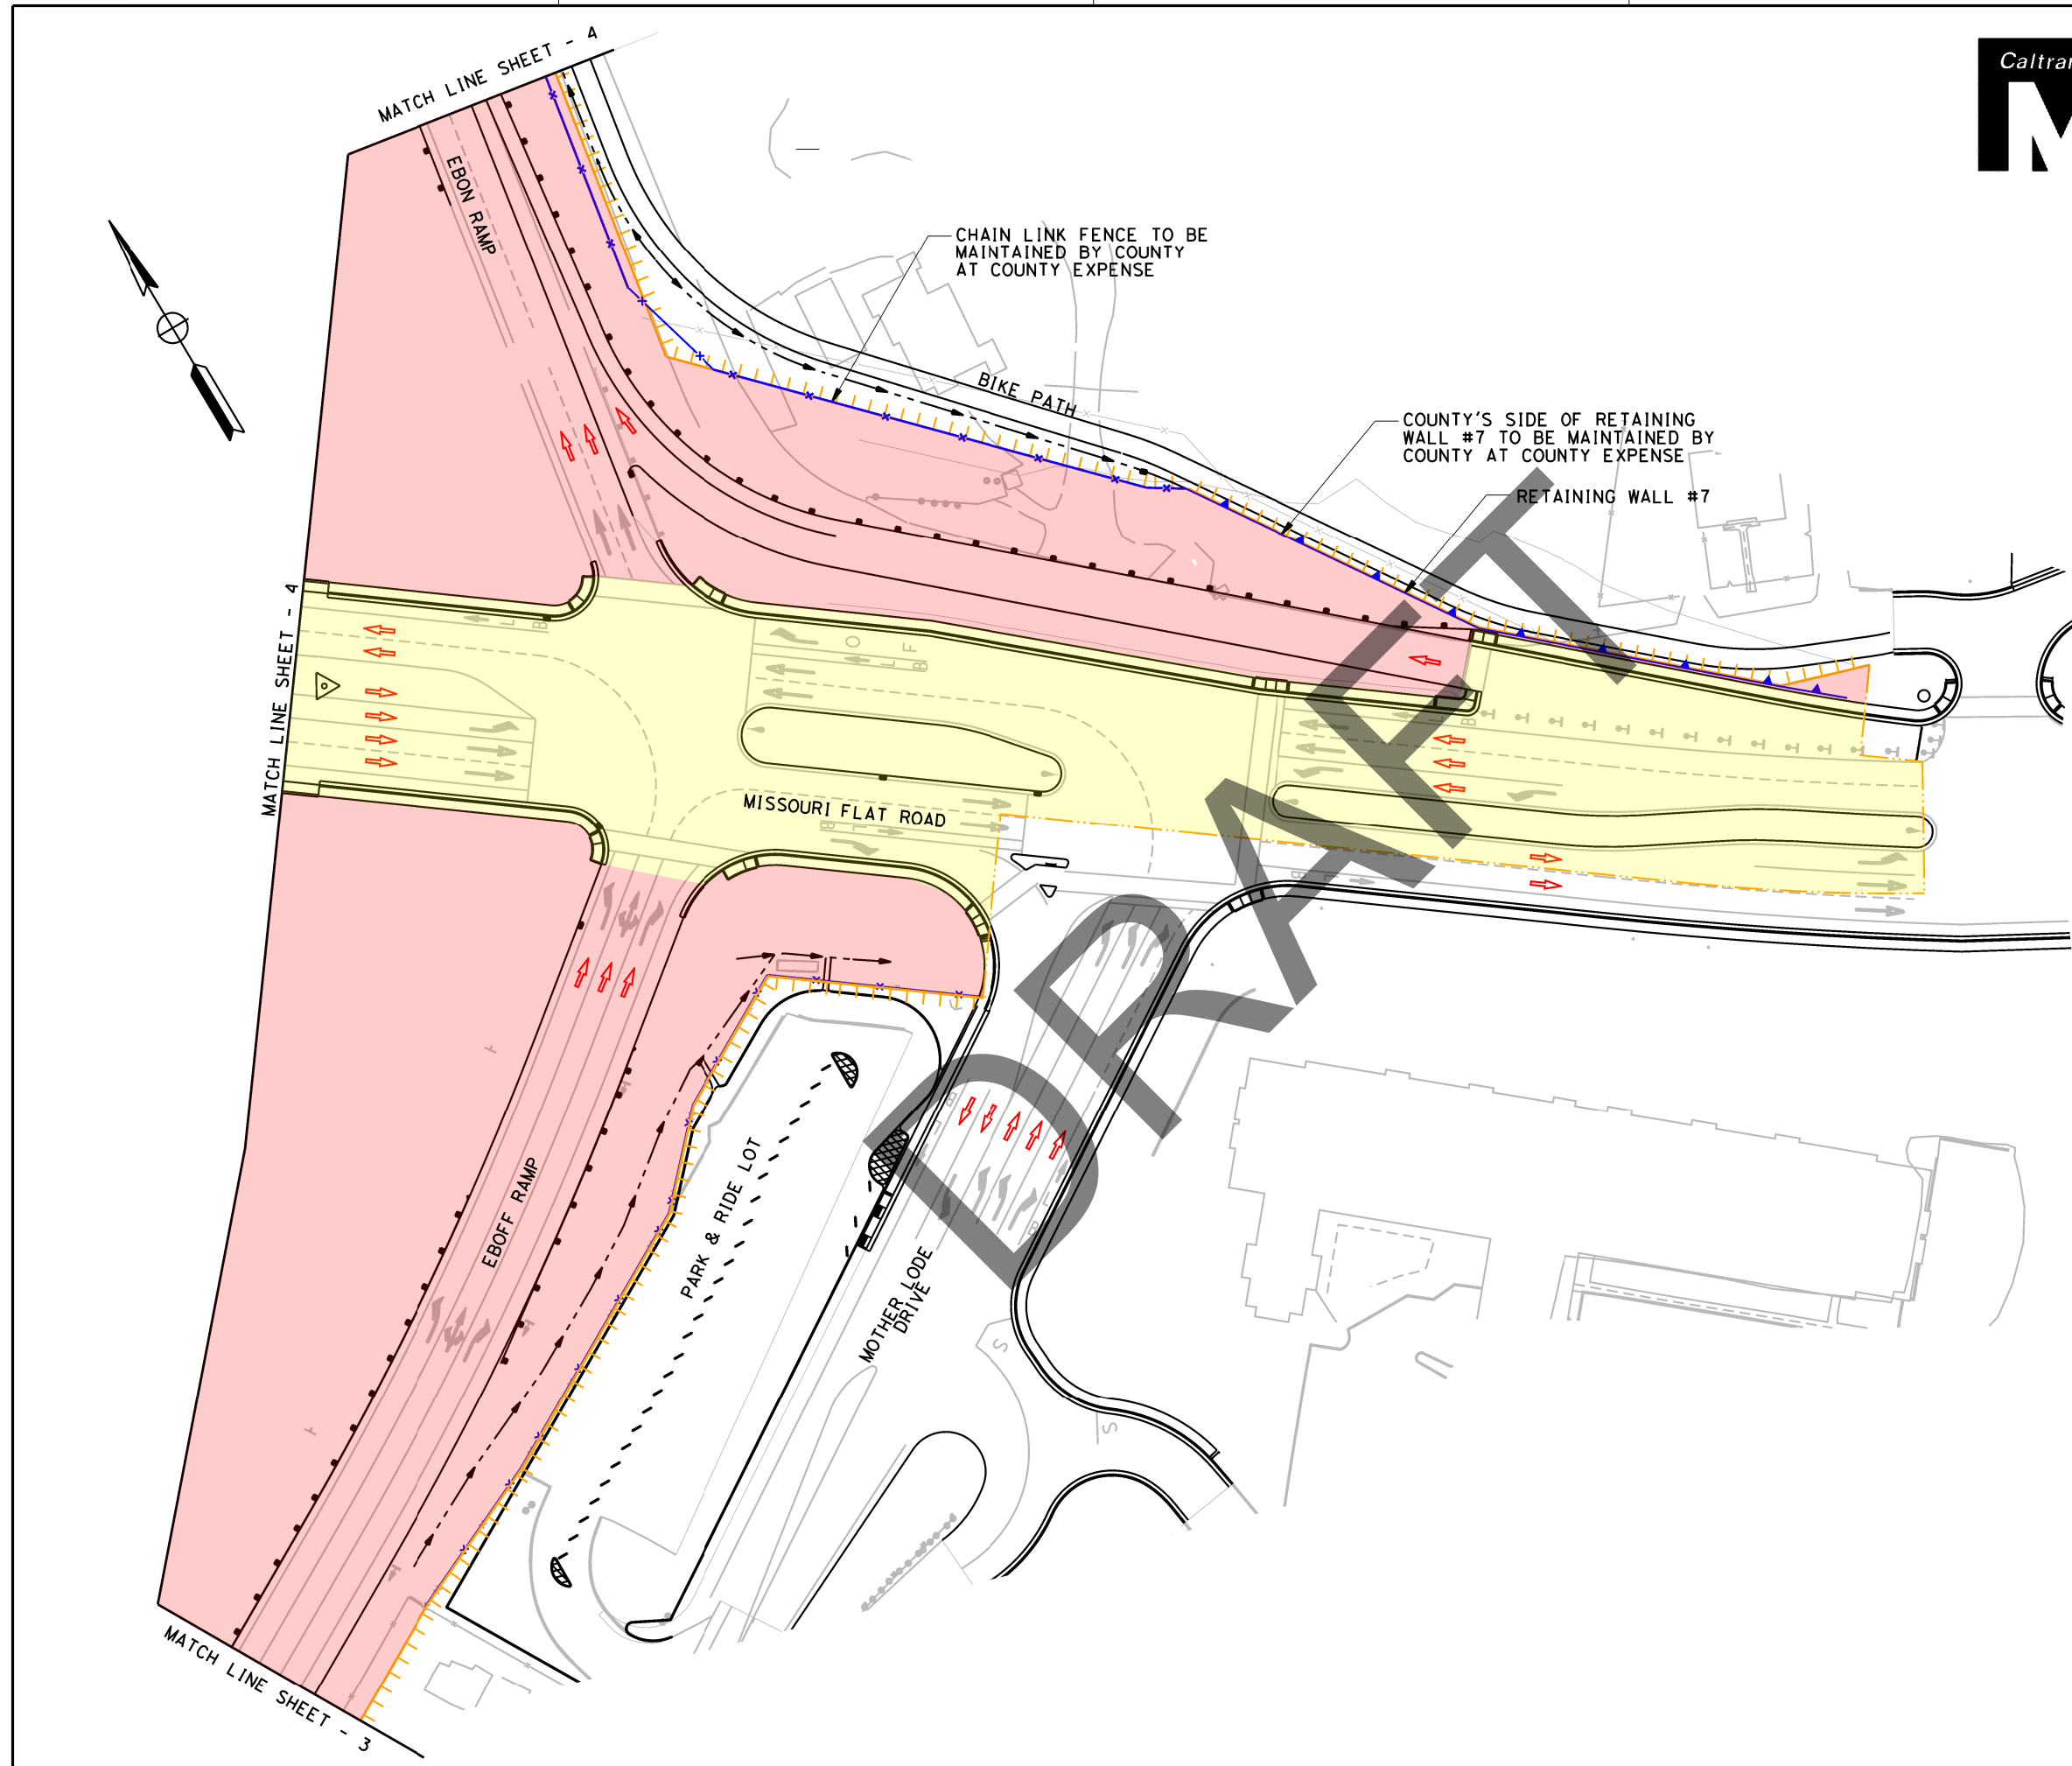 MATCH LINE SHEET - 4
Caltra
EBON RAMP
CHAIN LINK FENCE TO BE
MAINTAINED BY COUNTY
AT COUNTY EXPENSE
BIKE PATH
COUNTY'S SIDE OF RETAINING
WALL #7 TO BE MAINTAINED BY
COUNTY AT COUNTY EXPENSE
RETAINING WALL #7
MATCH LINE SHEET - 4
MISSOURI FLAT ROAD
DRAFT
EBOFF RAMP
PARK & RIDE LOT
MOTHER LODE
DRIVE
MATCH LINE SHEET - 3